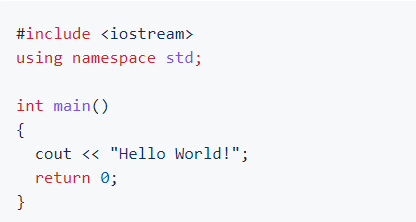 #include <iostream>
using namespace std;

int main()
{
  cout << "Hello World!";
  return 0;
}